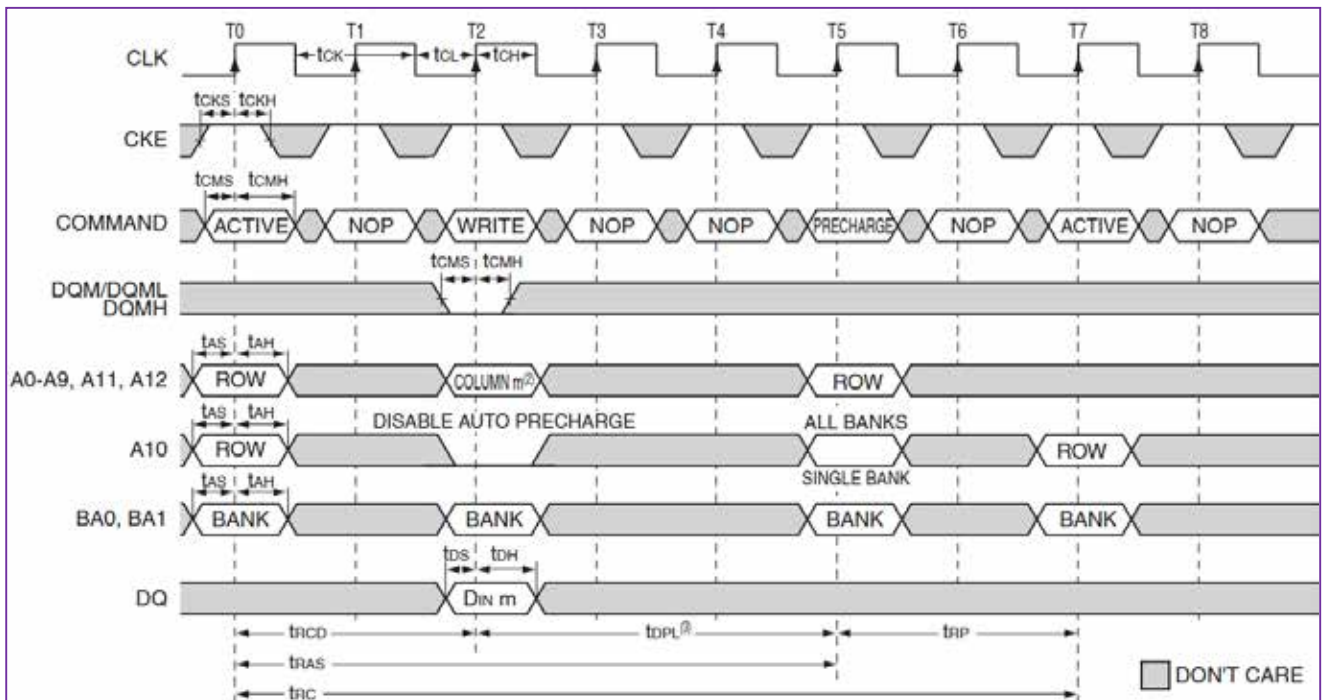 T0 T1 T2 T3 T4 T5 T6 T7 T8
CLK tCK tCL tCH
tCKS tCKH
CKE
tCMS tCMH
COMMAND ACTIVE NOP WRITE NOP NOP PRECHARGE NOP ACTIVE NOP
tCMS tCMH
DQM/DQML
DQMH
tAS tAH
A0-A9, A11, A12 ROW COLUMN m(2) ROW
tAS tAH DISABLE AUTO PRECHARGE ALL BANKS
A10 ROW ROW
tAS tAH SINGLE BANK
BA0, BA1 BANK BANK BANK BANK
tDS tDH
DQ DIN m
tRCD tDPL(3) tRP
tRAS
DON'T CARE
tRC